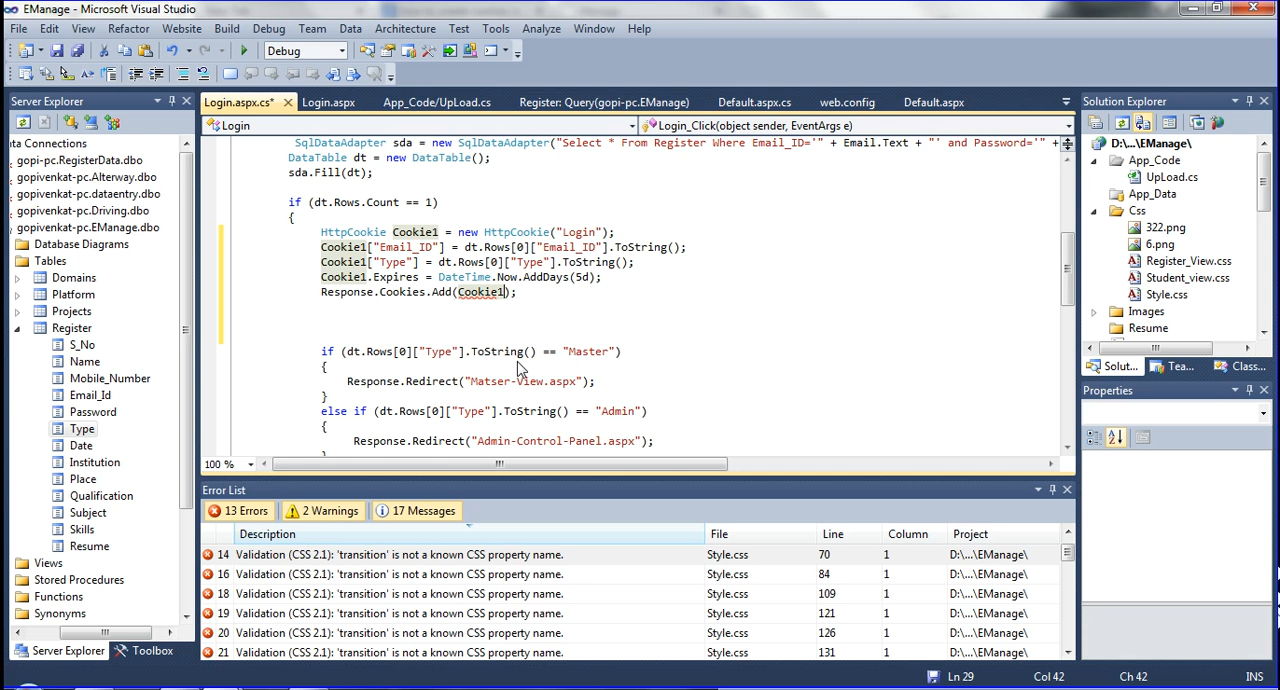 EManage - Microsoft Visual Studio
File Edit View Refactor Website Build Debug Team Data Architecture Test Tools Analyze Window Help
Debug
Server Explorer
Login.aspx.cs* Login.aspx App_Code/UpLoad.cs Register: Query(gopi-pc.EManage) Default.aspx.cs web.config Default.aspx
Solution Explorer
Login Login_Click(object sender, EventArgs e)
ata Connections
gopi-pc.RegisterData.dbo
gopivenkat-pc.Alterway.dbo
gopivenkat-pc.dataentry.dbo
gopivenkat-pc.Driving.dbo
gopivenkat-pc.EManage.dbo
Database Diagrams
Tables
Domains
Platform
Projects
Register
S_No
Name
Mobile_Number
Email_Id
Password
Type
Date
Institution
Place
Qualification
Subject
Skills
Resume
Views
Stored Procedures
Functions
Synonyms
Server Explorer Toolbox
SqlDataAdapter sda = new SqlDataAdapter("Select * From Register Where Email_ID='" + Email.Text + "' and Password='" +
DataTable dt = new DataTable();
sda.Fill(dt);
if (dt.Rows.Count == 1)
{
HttpCookie Cookie1 = new HttpCookie("Login");
Cookie1["Email_ID"] = dt.Rows[0]["Email_ID"].ToString();
Cookie1["Type"] = dt.Rows[0]["Type"].ToString();
Cookie1.Expires = DateTime.Now.AddDays(5d);
Response.Cookies.Add(Cookie1);
if (dt.Rows[0]["Type"].ToString() == "Master")
{
Response.Redirect("Matser-View.aspx");
}
else if (dt.Rows[0]["Type"].ToString() == "Admin")
{
Response.Redirect("Admin-Control-Panel.aspx");
}
100 %
D:\...\EManage\
App_Code
UpLoad.cs
App_Data
Css
322.png
6.png
Register_View.css
Student_view.css
Style.css
Images
Resume
Solut... Tea... Class...
Properties
Error List
13 Errors 2 Warnings 17 Messages
Description File Line Column Project
14 Validation (CSS 2.1): 'transition' is not a known CSS property name. Style.css 70 1 D:\...\EManage\
16 Validation (CSS 2.1): 'transition' is not a known CSS property name. Style.css 84 1 D:\...\EManage\
18 Validation (CSS 2.1): 'transition' is not a known CSS property name. Style.css 109 1 D:\...\EManage\
19 Validation (CSS 2.1): 'transition' is not a known CSS property name. Style.css 121 1 D:\...\EManage\
20 Validation (CSS 2.1): 'transition' is not a known CSS property name. Style.css 126 1 D:\...\EManage\
21 Validation (CSS 2.1): 'transition' is not a known CSS property name. Style.css 131 1 D:\...\EManage\
Ln 29 Col 42 Ch 42 INS